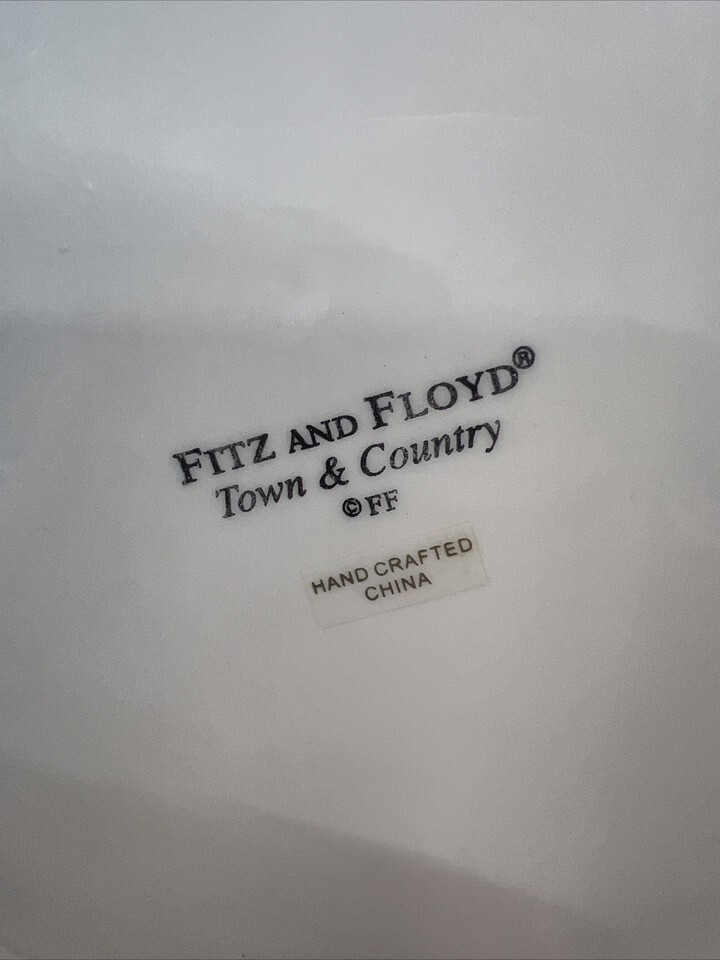 FITZ AND FLOYD®
Town & Country
©FF
HAND CRAFTED
CHINA